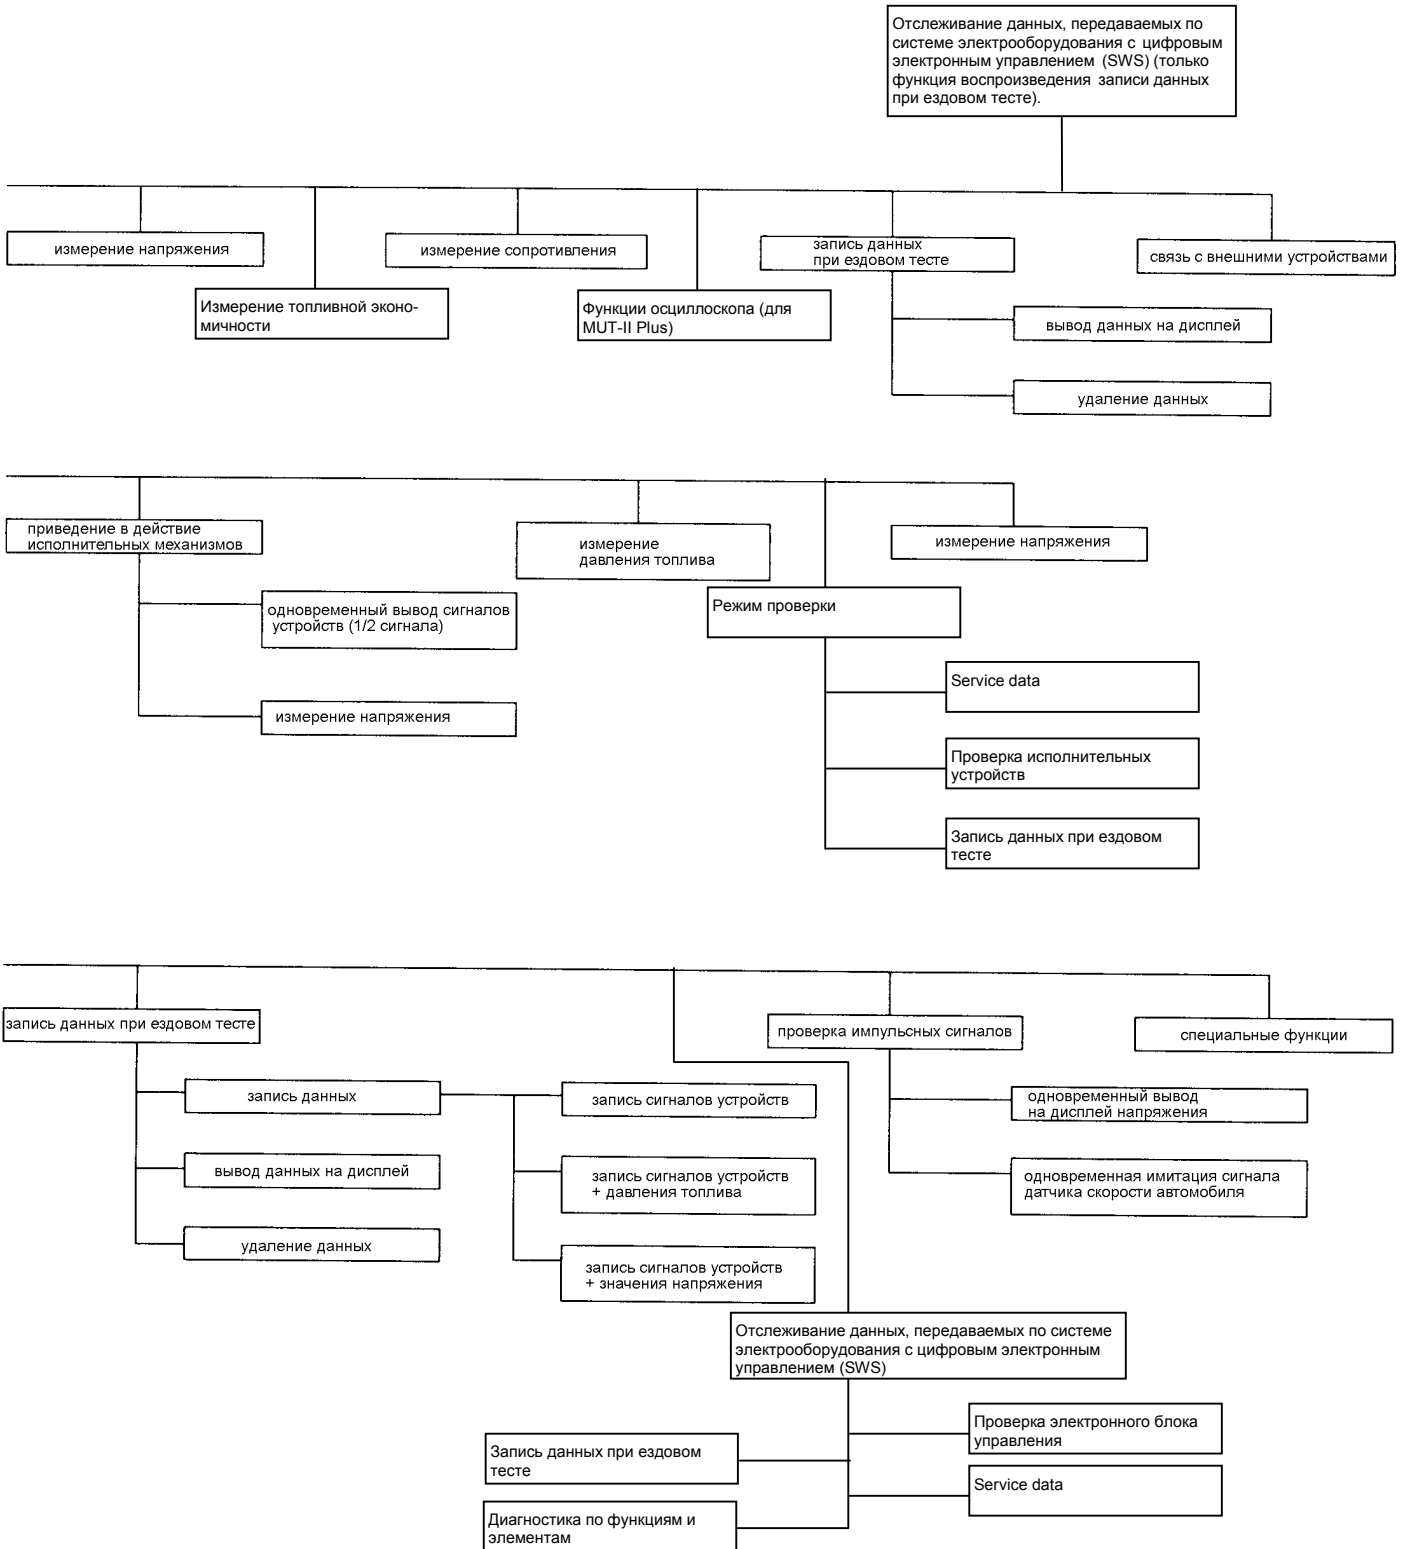 Отслеживание данных, передаваемых по
системе электрооборудования с цифровым
электронным управлением (SWS) (только
функция воспроизведения записи данных
при ездовом тесте).
измерение напряжения
измерение сопротивления
запись данных
при ездовом тесте
связь с внешними устройствами
Измерение топливной эконо-
мичности
Функции осциллоскопа (для
MUT-II Plus)
вывод данных на дисплей
удаление данных
приведение в действие
исполнительных механизмов
измерение
давления топлива
измерение напряжения
одновременный вывод сигналов
устройств (1/2 сигнала)
Режим проверки
измерение напряжения
Service data
Проверка исполнительных
устройств
Запись данных при ездовом
тесте
запись данных при ездовом тесте
проверка импульсных сигналов
специальные функции
запись данных
запись сигналов устройств
одновременный вывод
на дисплей напряжения
вывод данных на дисплей
запись сигналов устройств
+ давления топлива
одновременная имитация сигнала
датчика скорости автомобиля
удаление данных
запись сигналов устройств
+ значения напряжения
Отслеживание данных, передаваемых по системе
электрооборудования с цифровым электронным
управлением (SWS)
Проверка электронного блока
управления
Запись данных при ездовом
тесте
Service data
Диагностика по функциям и
элементам